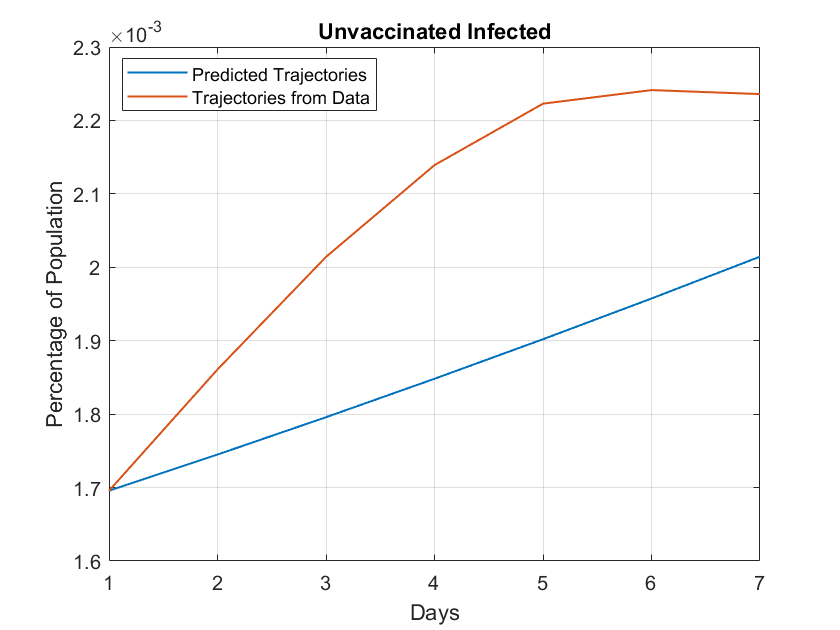 Unvaccinated Infected
×10-3
Predicted Trajectories
Trajectories from Data
2.3
2.2
2.1
2
1.9
1.8
1.7
1.6
Percentage of Population
1 2 3 4 5 6 7
Days